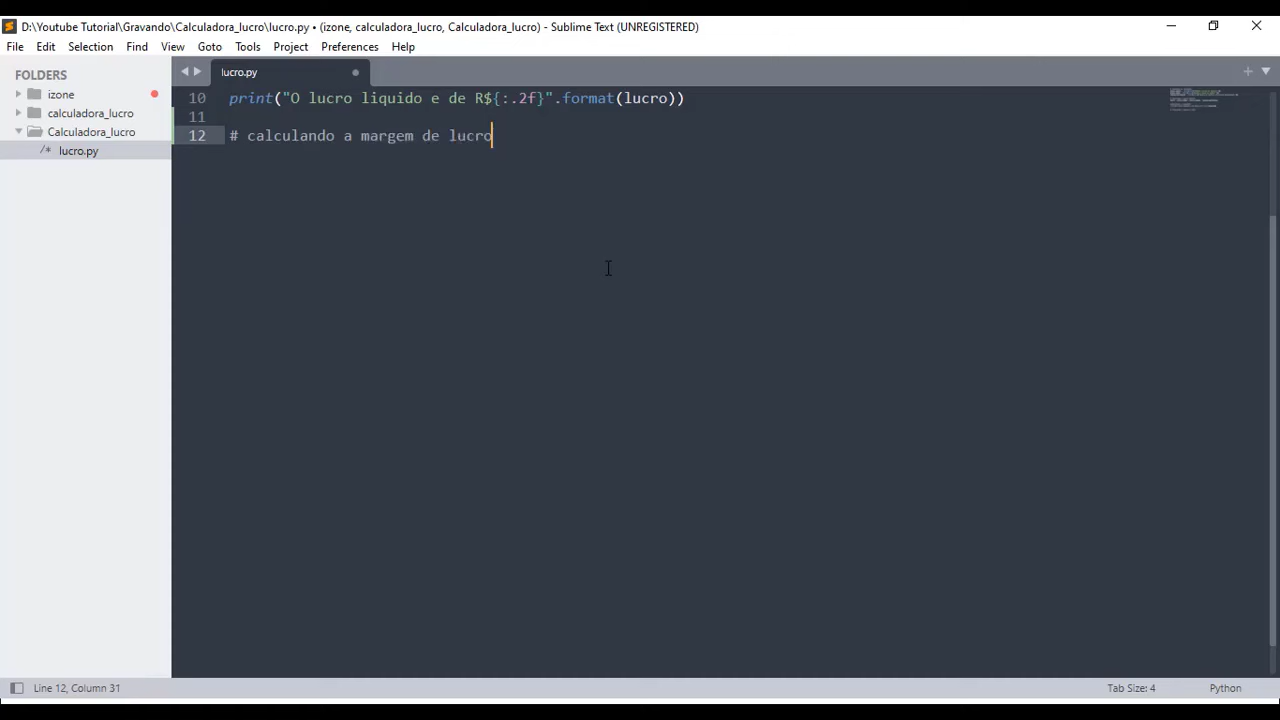 D:\Youtube Tutorial\Gravando\Calculadora_lucro\lucro.py • (izone, calculadora_lucro, Calculadora_lucro) - Sublime Text (UNREGISTERED)
File Edit Selection Find View Goto Tools Project Preferences Help
FOLDERS
izone
calculadora_lucro
Calculadora_lucro
/* lucro.py
lucro.py
10 print("O lucro liquido e de R${:.2f}".format(lucro))
11
12 # calculando a margem de lucro
Line 12, Column 31
Tab Size: 4
Python